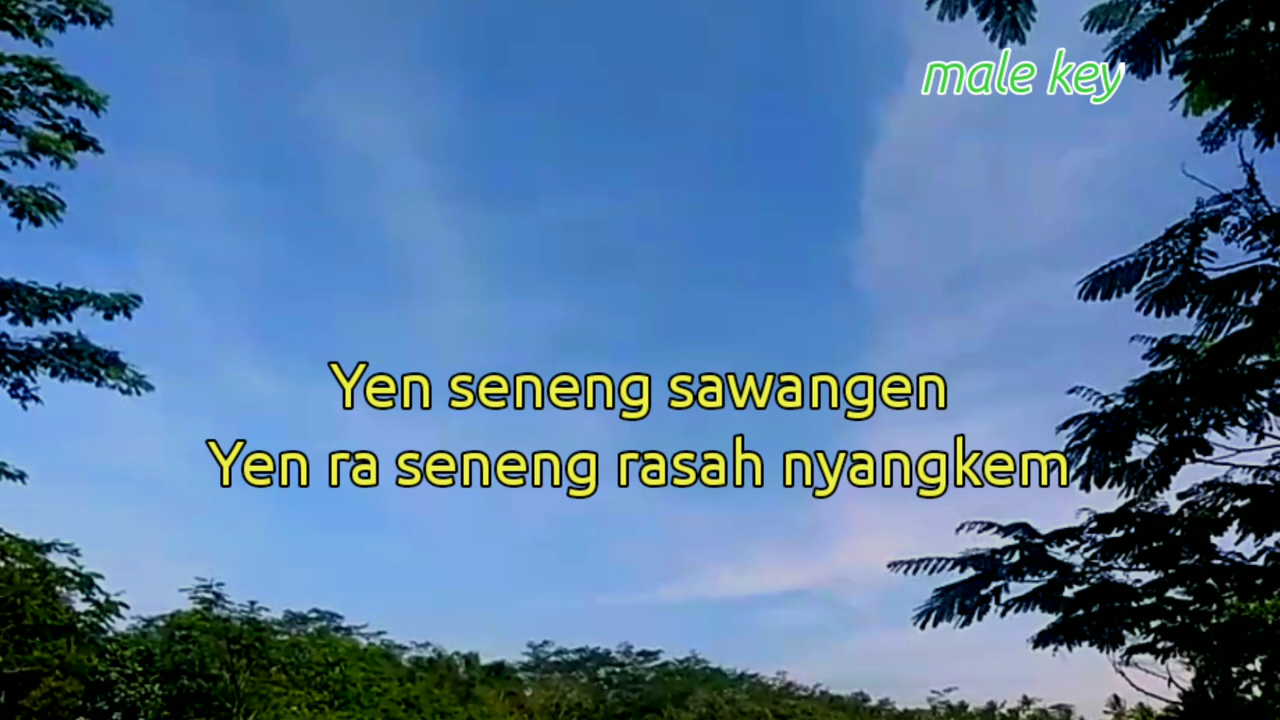 male key
Yen seneng sawangen
Yen ra seneng rasah nyangkem